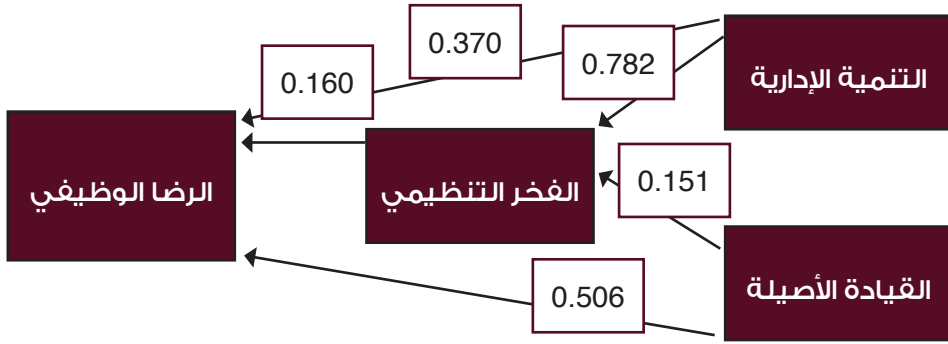 التنمية الإدارية
0.370
0.782
0.160
الفخر التنظيمي
الرضا الوظيفي
0.151
القيادة الأصيلة
0.506